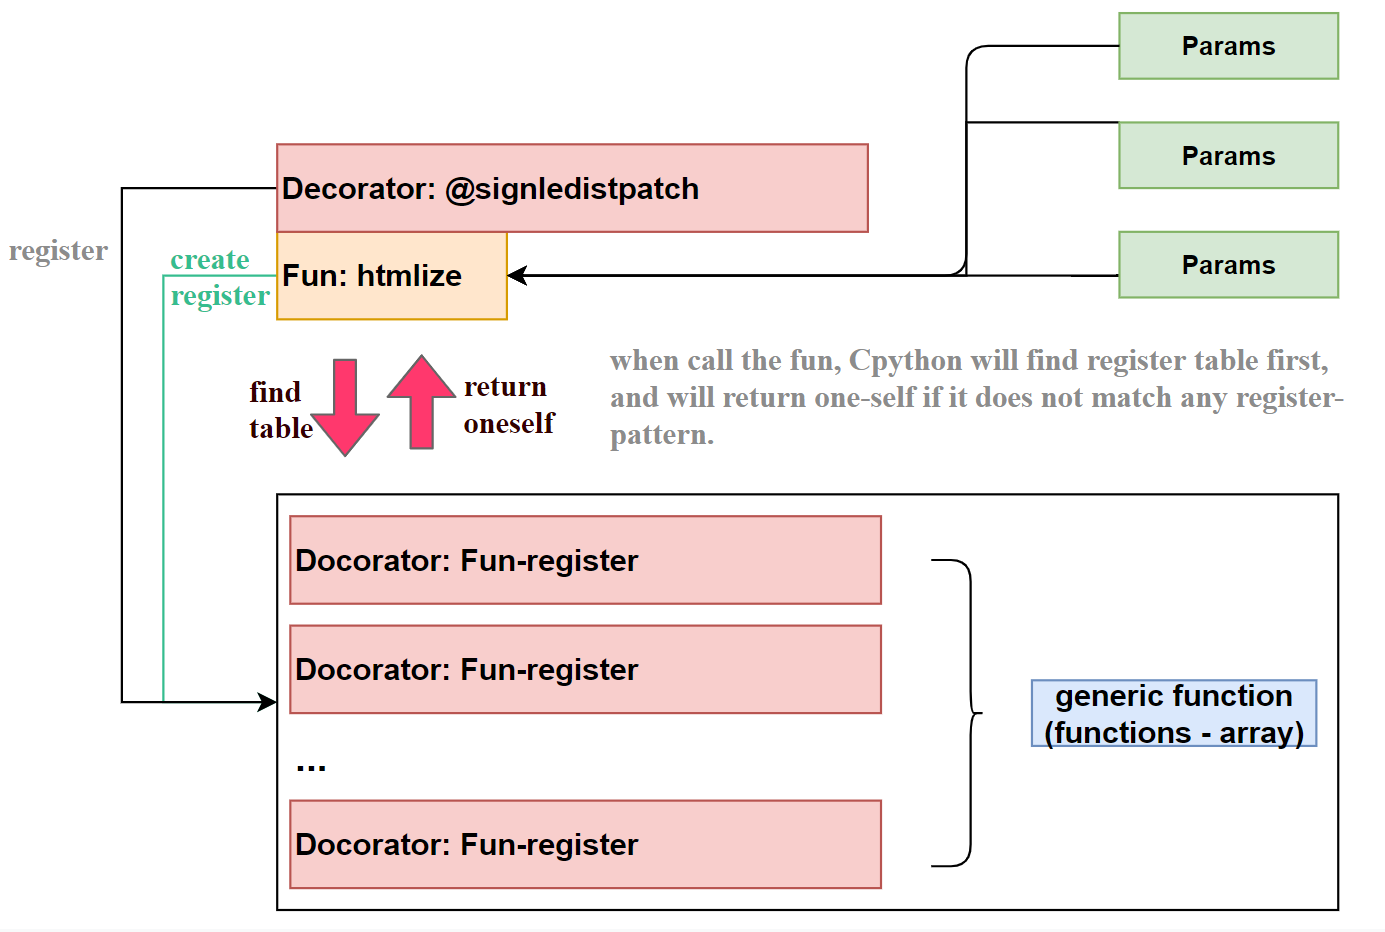 Params
Params
Decorator: @signledistpatch
register
create
register
Fun: htmlize
Params
find
table
return
oneself
when call the fun, Cpython will find register table first,
and will return one-self if it does not match any register-
pattern.
Docorator: Fun-register
Docorator: Fun-register
...
Docorator: Fun-register
generic function
(functions - array)